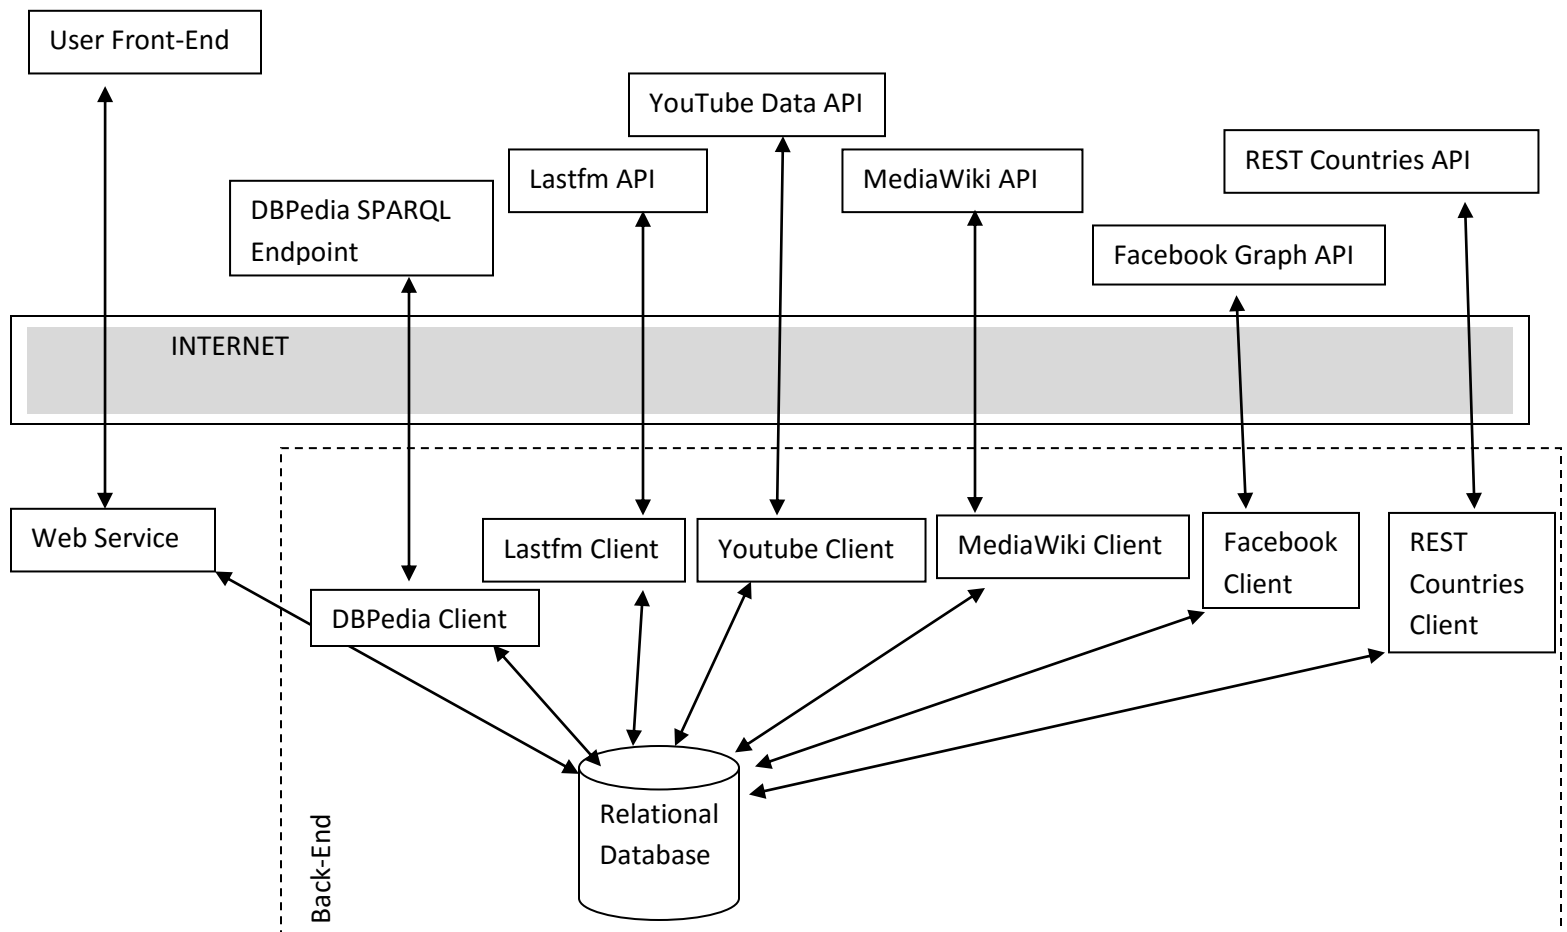 User Front-End
YouTube Data API
REST Countries API
Lastfm API
MediaWiki API
DBPedia SPARQL
Endpoint
Facebook Graph API
INTERNET
Web Service
Lastfm Client
Youtube Client
MediaWiki Client
Facebook
Client
REST
Countries
Client
DBPedia Client
Relational
Database
Back-End